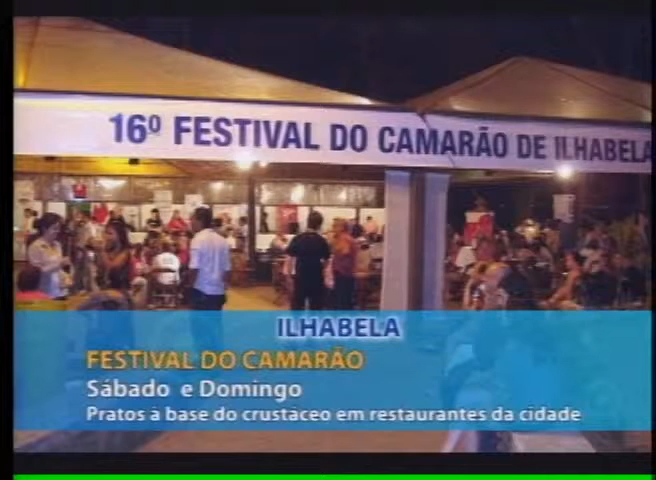 16º FESTIVAL DO CAMARÃO DE ILHABELA
ILHABELA
FESTIVAL DO CAMARÃO
Sábado e Domingo
Pratos à base do crustáceo em restaurantes da cidade